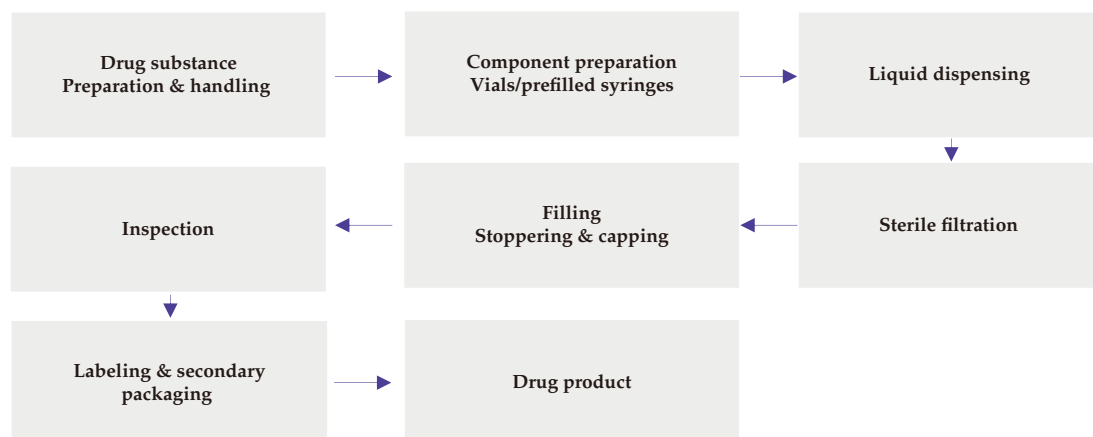 Drug substance
Preparation & handling
Component preparation
Vials/prefilled syringes
Liquid dispensing
Sterile filtration
Filling
Stoppering & capping
Inspection
Labeling & secondary
packaging
Drug product